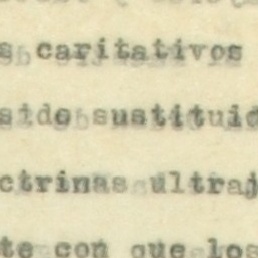 s caritativos
sido sustituid
ctrinas ultraj
te con que los